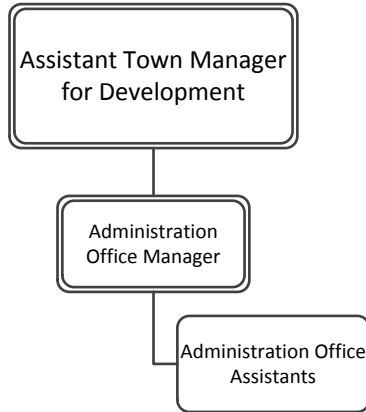 Assistant Town Manager
for Development
Administration
Office Manager
Administration Office
Assistants